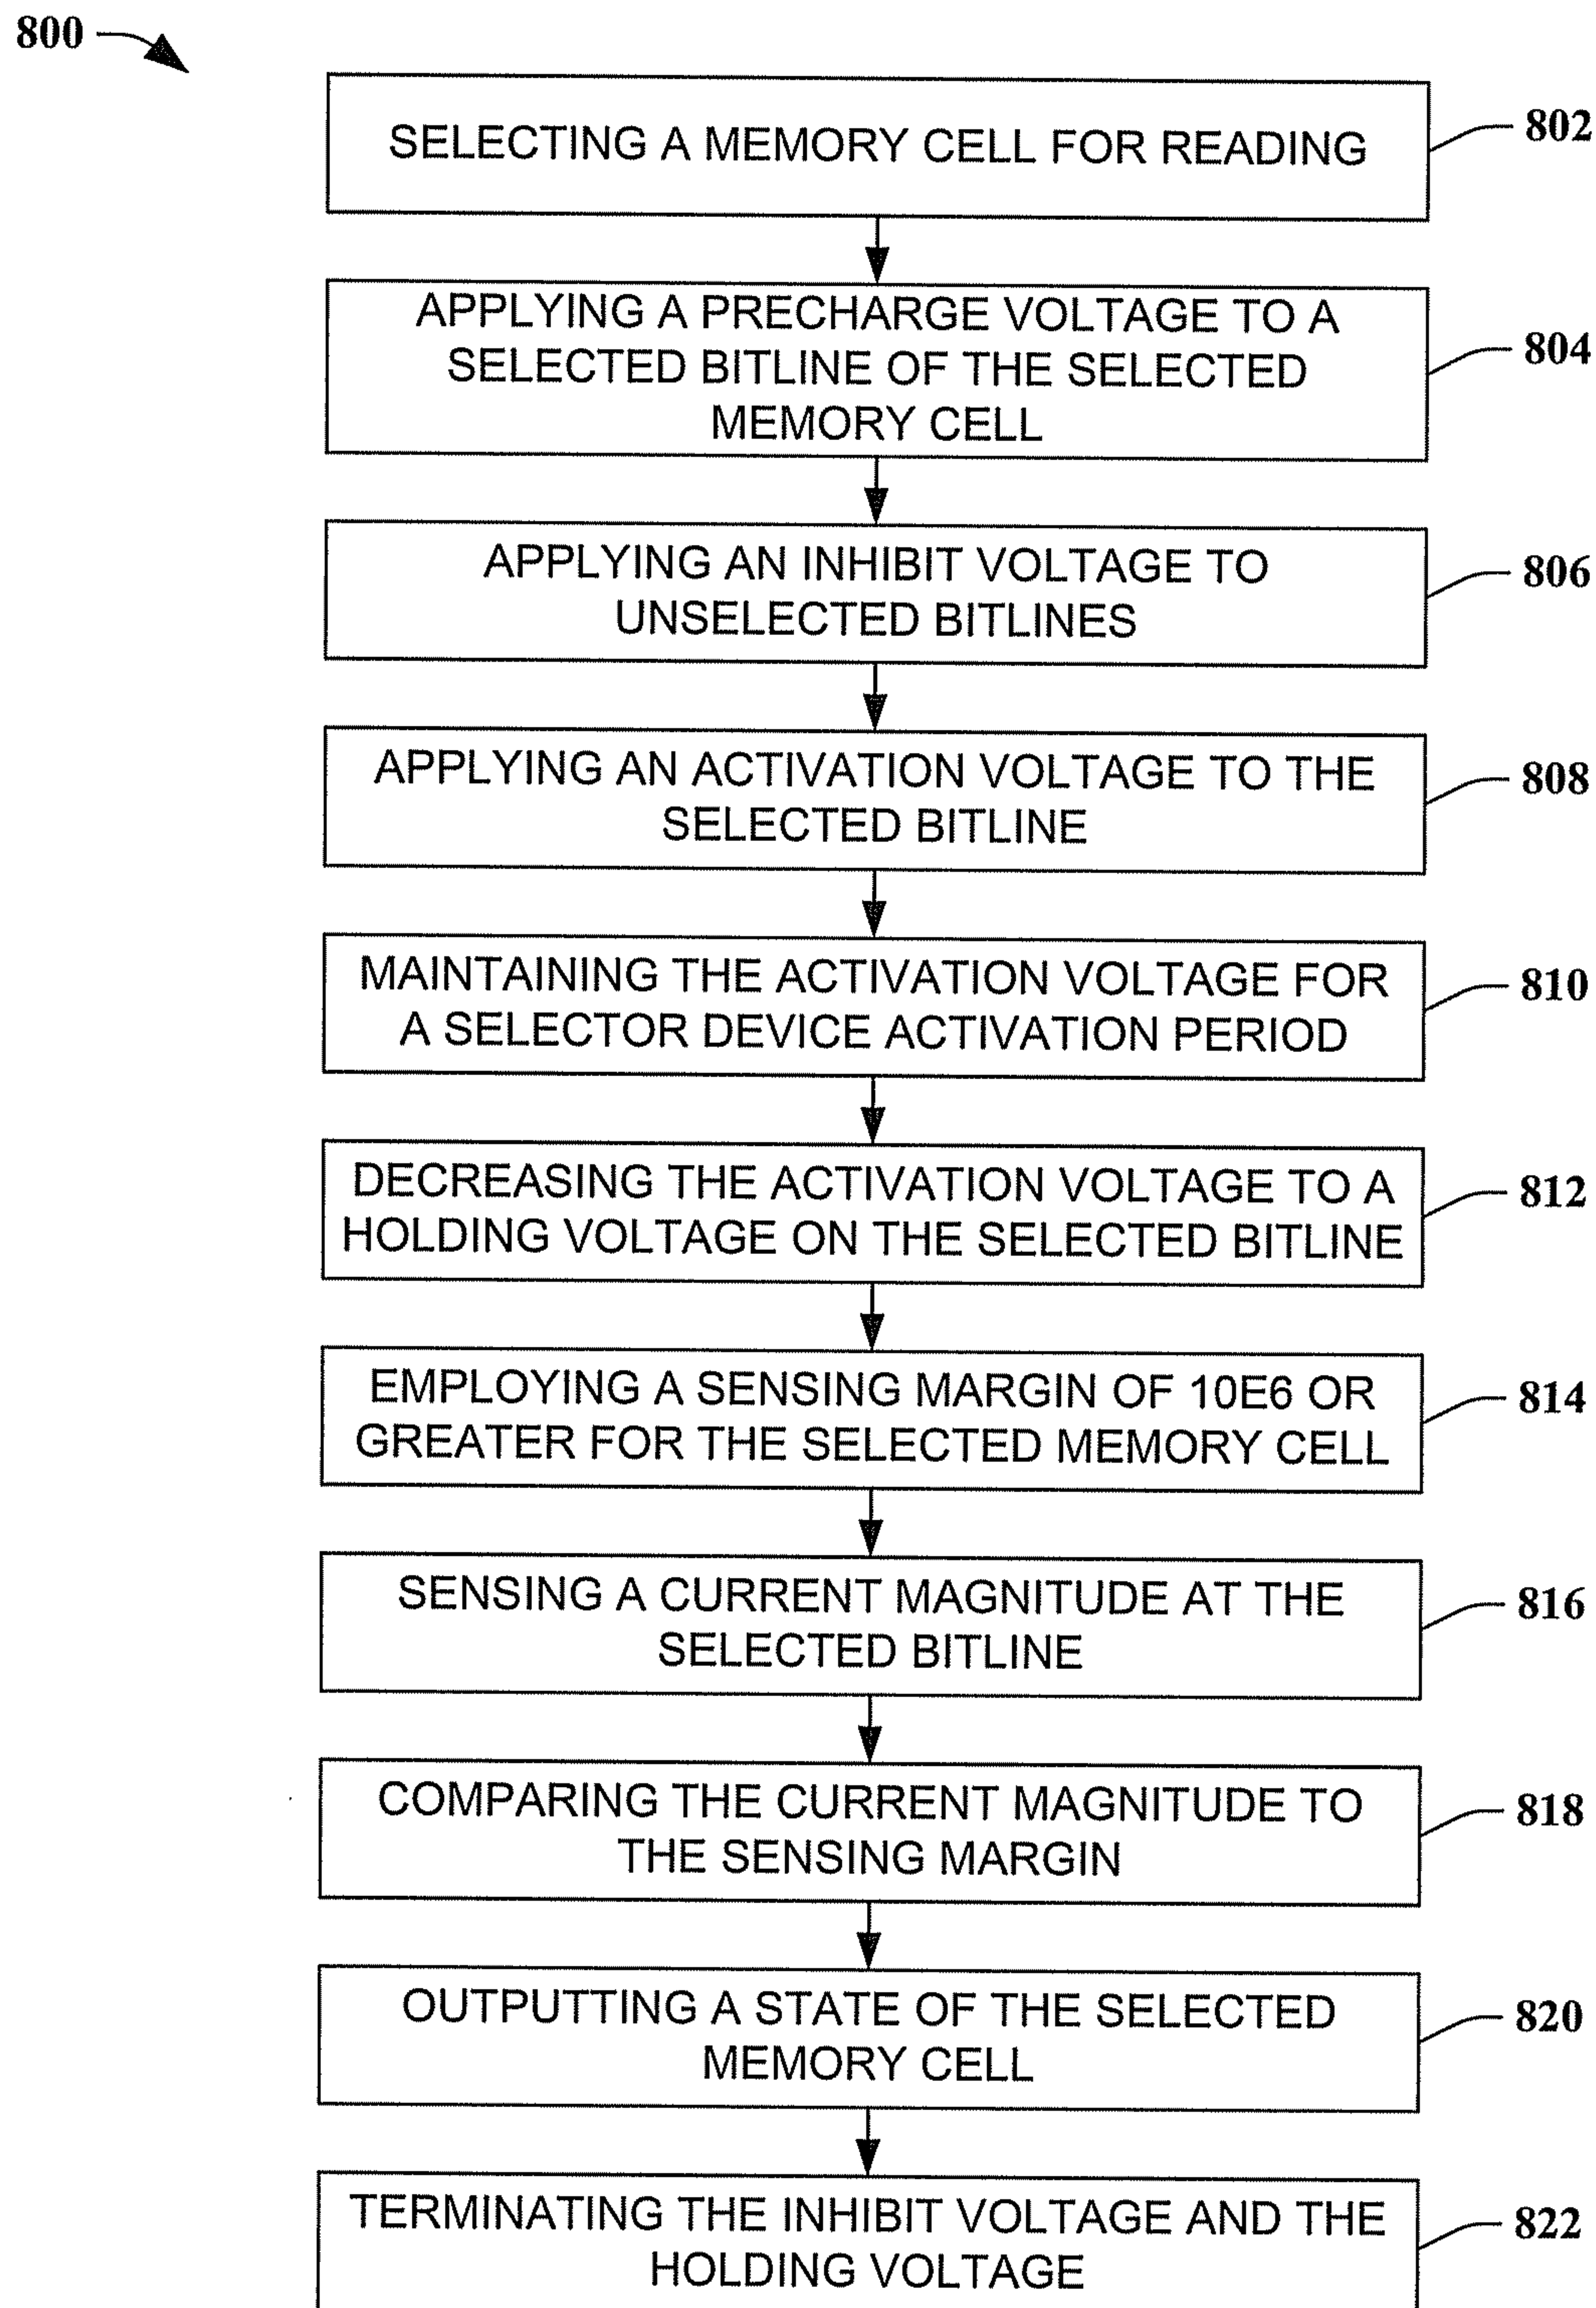 800
SELECTING A MEMORY CELL FOR READING
802
APPLYING A PRECHARGE VOLTAGE TO A
SELECTED BITLINE OF THE SELECTED
MEMORY CELL
804
APPLYING AN INHIBIT VOLTAGE TO
UNSELECTED BITLINES
806
APPLYING AN ACTIVATION VOLTAGE TO THE
SELECTED BITLINE
808
MAINTAINING THE ACTIVATION VOLTAGE FOR
A SELECTOR DEVICE ACTIVATION PERIOD
810
DECREASING THE ACTIVATION VOLTAGE TO A
HOLDING VOLTAGE ON THE SELECTED BITLINE
812
EMPLOYING A SENSING MARGIN OF 10E6 OR
GREATER FOR THE SELECTED MEMORY CELL
814
SENSING A CURRENT MAGNITUDE AT THE
SELECTED BITLINE
816
COMPARING THE CURRENT MAGNITUDE TO
THE SENSING MARGIN
818
OUTPUTTING A STATE OF THE SELECTED
MEMORY CELL
820
TERMINATING THE INHIBIT VOLTAGE AND THE
HOLDING VOLTAGE
822